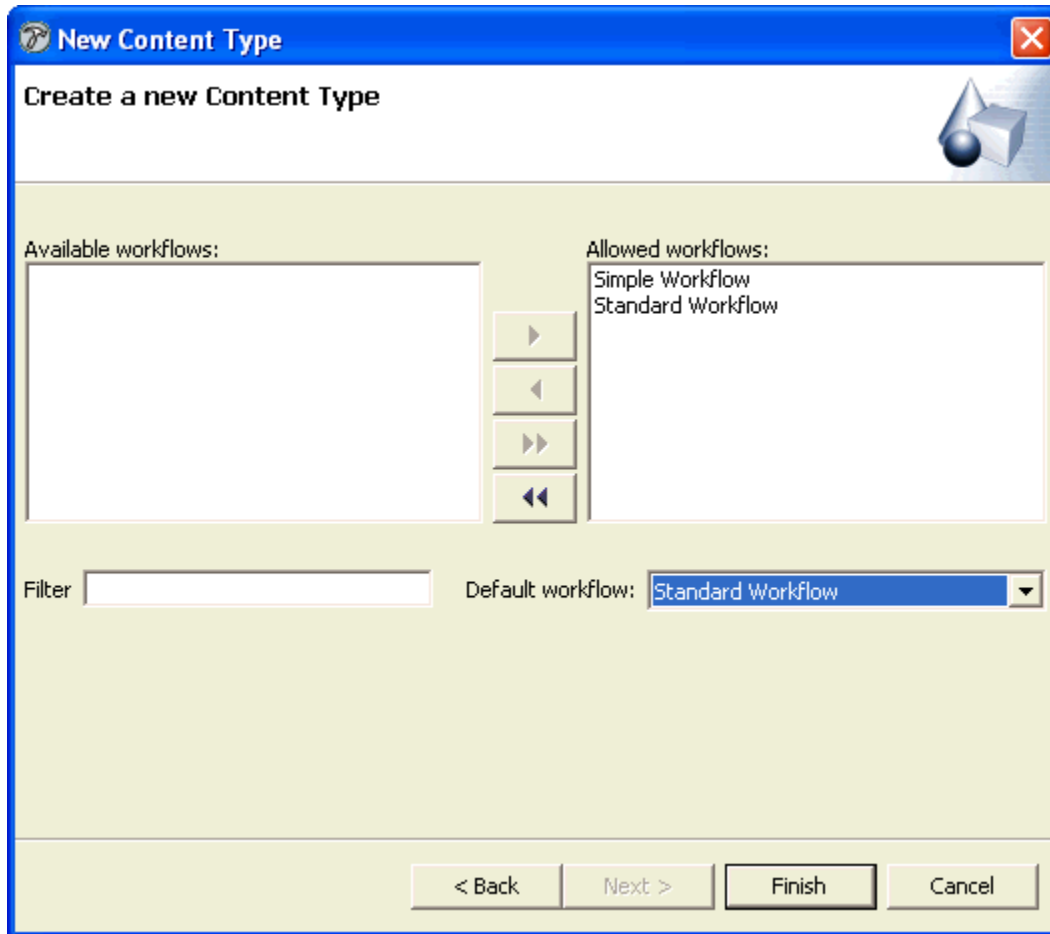 New Content Type
Create a new Content Type
Available workflows:
Allowed workflows:
Simple Workflow
Standard Workflow
Filter
Default workflow: Standard Workflow
< Back
Next >
Finish
Cancel